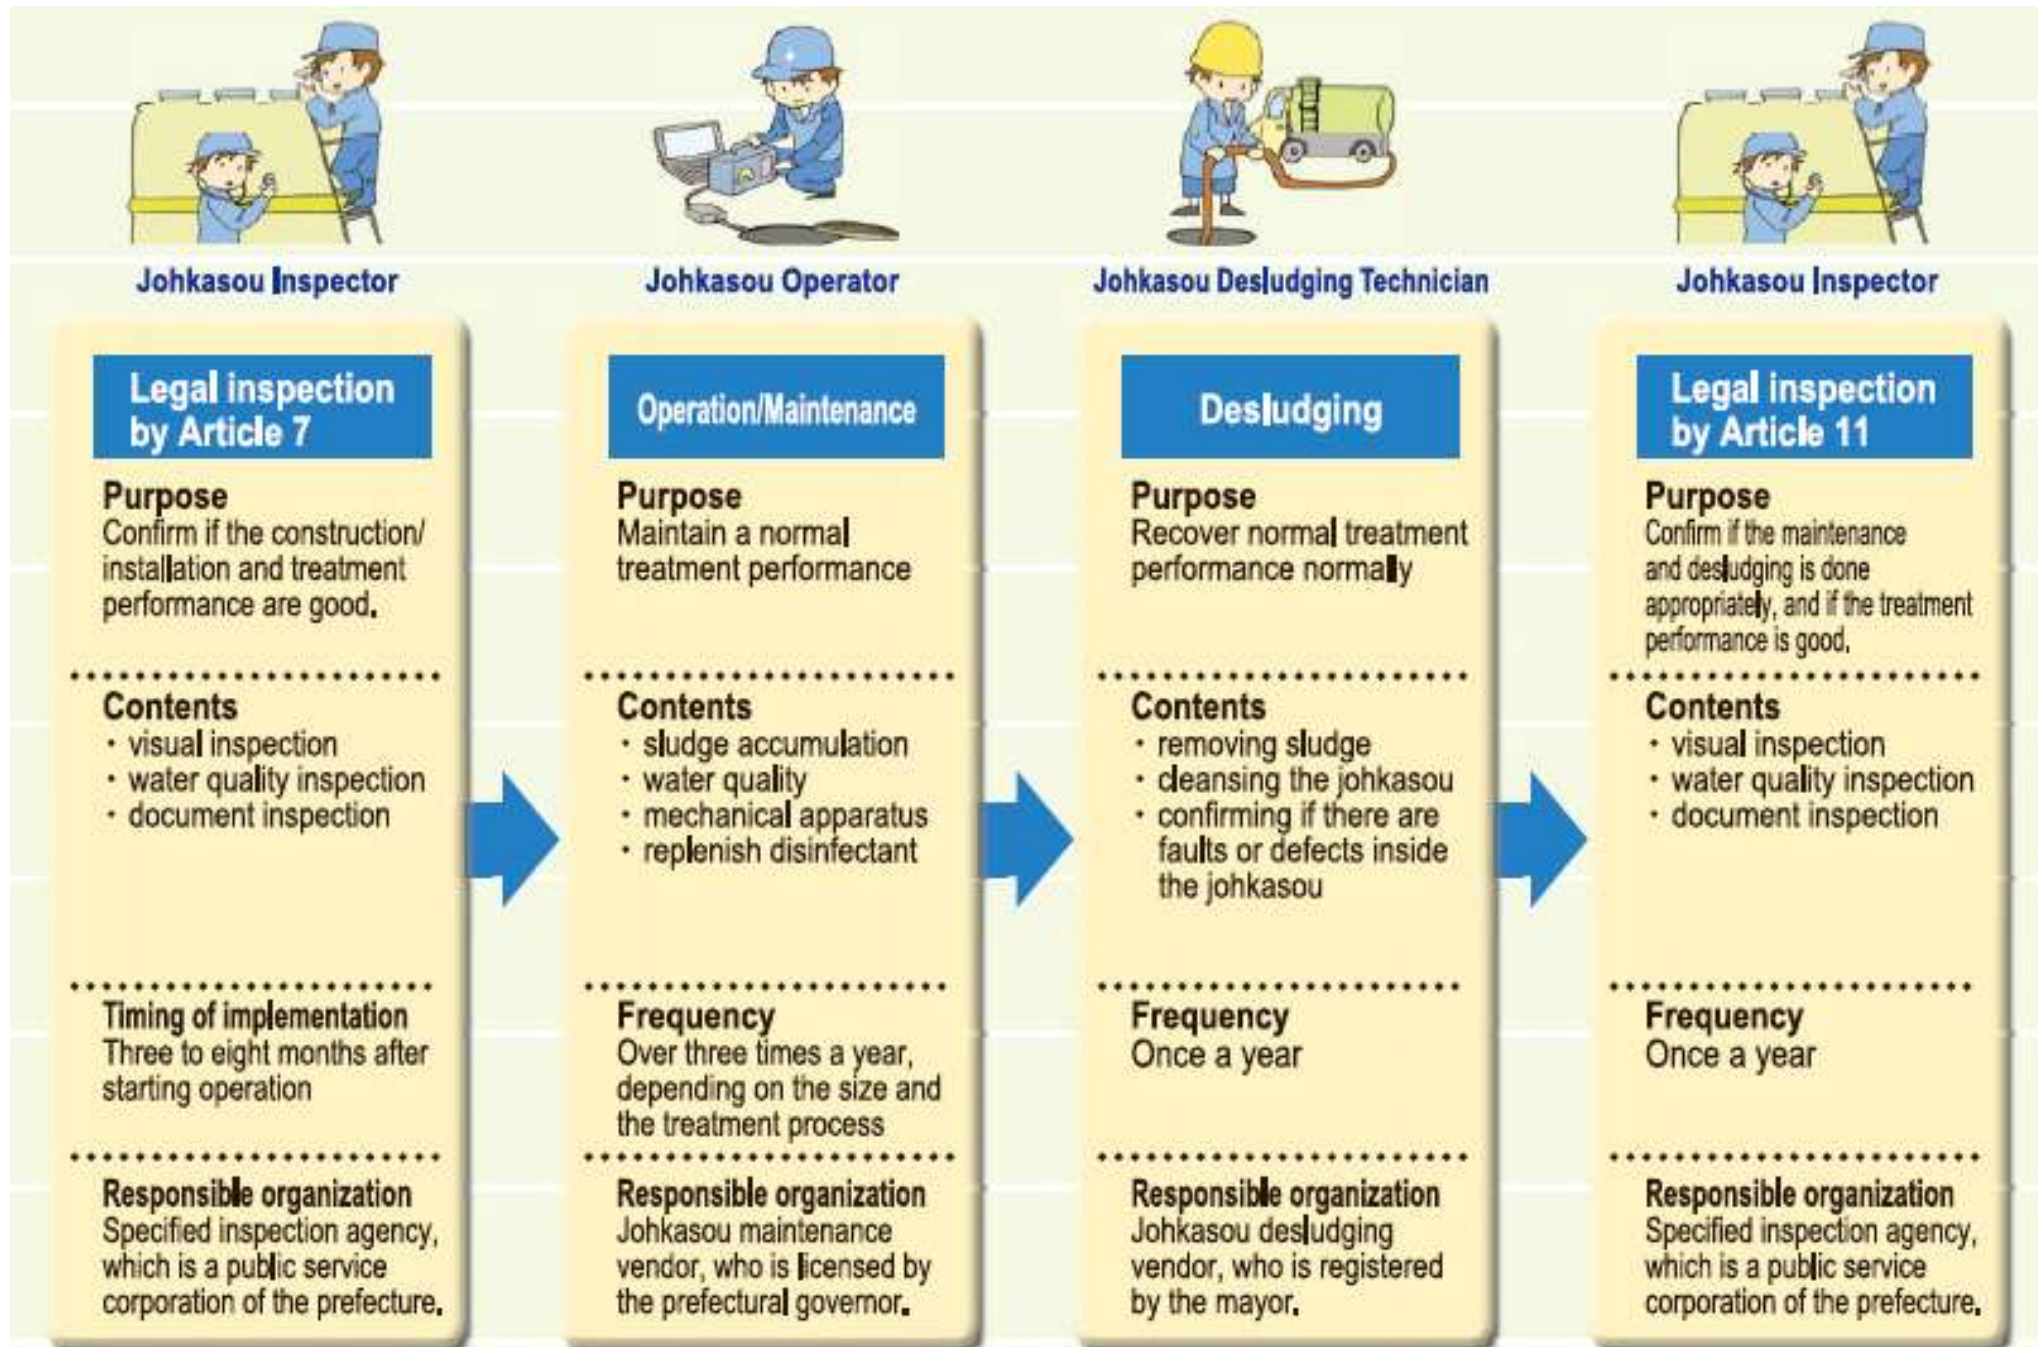 Johkasou Inspector
Legal inspection
by Article 7
Purpose
Confirm if the construction/
installation and treatment
performance are good.
Contents
・visual inspection
・water quality inspection
・document inspection
Timing of implementation
Three to eight months after
starting operation
Responsible organization
Specified inspection agency,
which is a public service
corporation of the prefecture.
Johkasou Operator
Operation/Maintenance
Purpose
Maintain a normal
treatment performance
Contents
・sludge accumulation
・water quality
・mechanical apparatus
・replenish disinfectant
Frequency
Over three times a year,
depending on the size and
the treatment process
Responsible organization
Johkasou maintenance
vendor, who is licensed by
the prefectural governor.
Johkasou Desludging Technician
Desludging
Purpose
Recover normal treatment
performance normally
Contents
・removing sludge
・cleansing the johkasou
・confirming if there are
faults or defects inside
the johkasou
Frequency
Once a year
Responsible organization
Johkasou desludging
vendor, who is registered
by the mayor.
Johkasou Inspector
Legal inspection
by Article 11
Purpose
Confirm if the maintenance
and desludging is done
appropriately, and if the treatment
performance is good.
Contents
・visual inspection
・water quality inspection
・document inspection
Frequency
Once a year
Responsible organization
Specified inspection agency,
which is a public service
corporation of the prefecture.